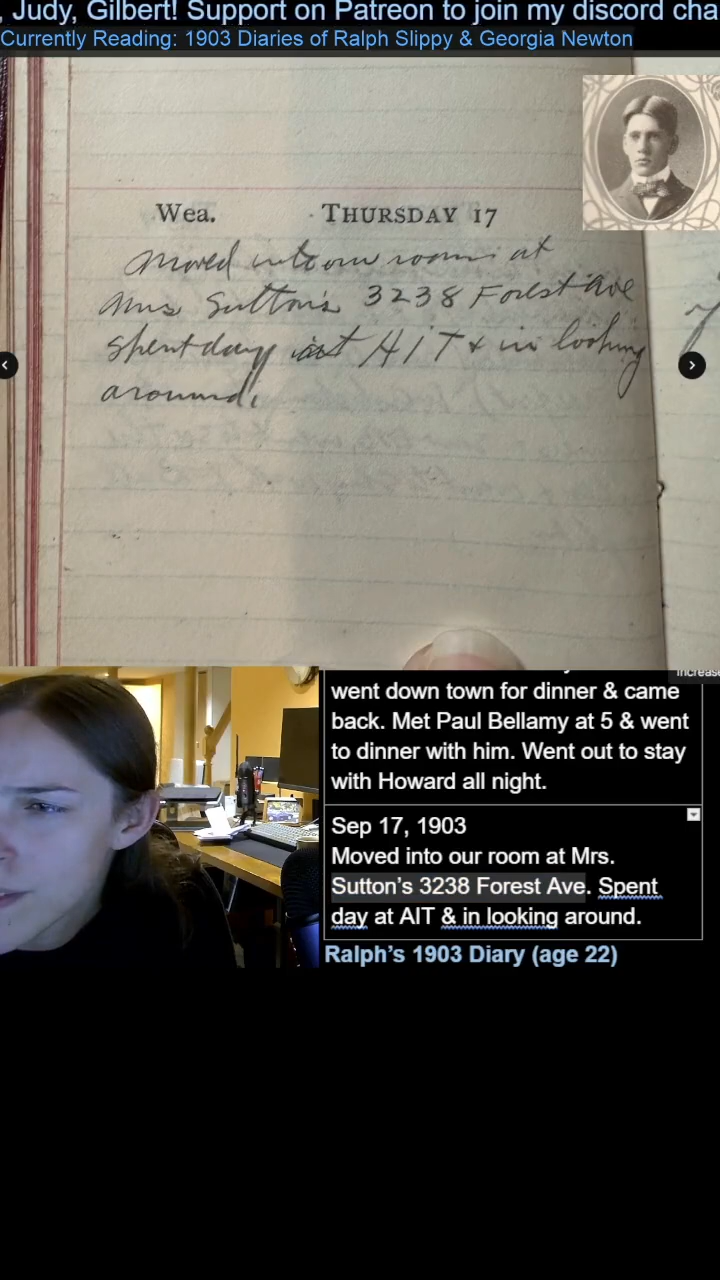 , Judy, Gilbert! Support on Patreon to join my discord cha
Currently Reading: 1903 Diaries of Ralph Slippy & Georgia Newton
Wea. THURSDAY 17
Moved into our room at
Mrs Sutton's 3238 Forest Ave
Spent day at AIT & in looking
around.
increase
went down town for dinner & came
back. Met Paul Bellamy at 5 & went
to dinner with him. Went out to stay
with Howard all night.
Sep 17, 1903
Moved into our room at Mrs.
Sutton's 3238 Forest Ave. Spent
day at AIT & in looking around.
Ralph's 1903 Diary (age 22)